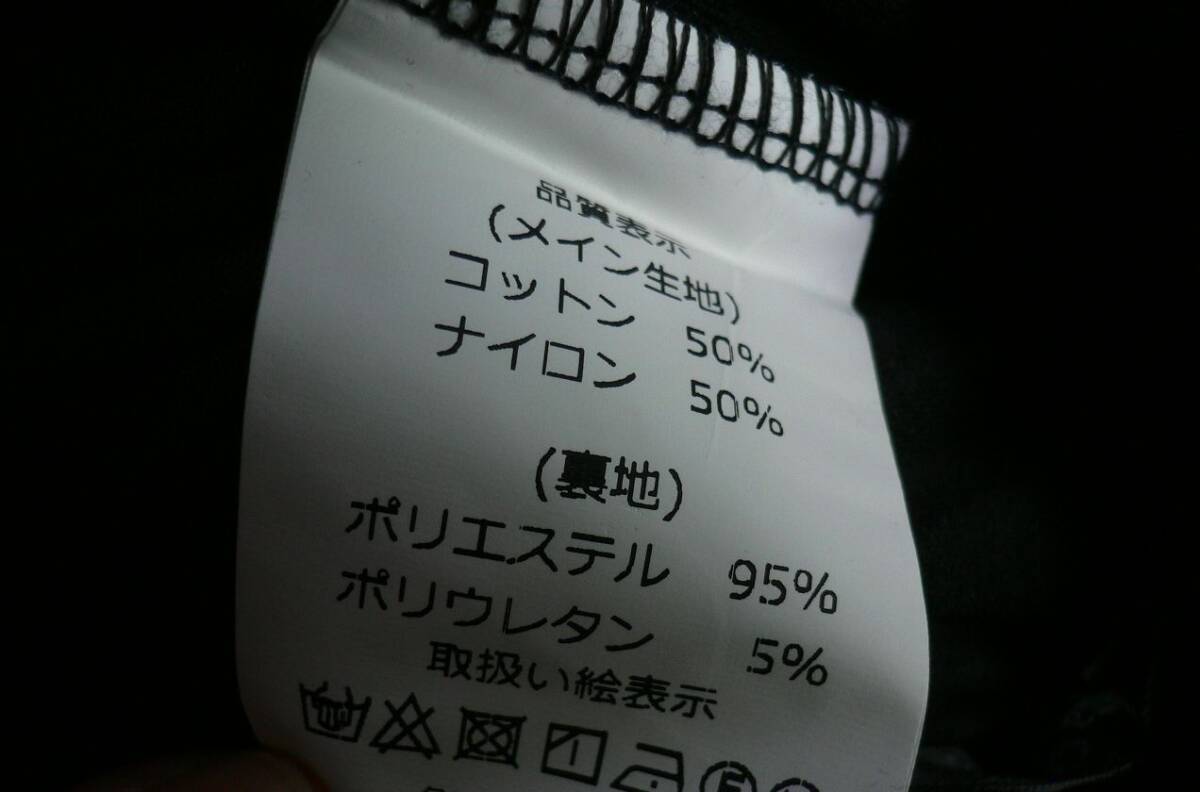 品質表示
(メイン生地)
コットン 50%
ナイロン 50%
(裏地)
ポリエステル 95%
ポリウレタン 5%
取扱い絵表示
F